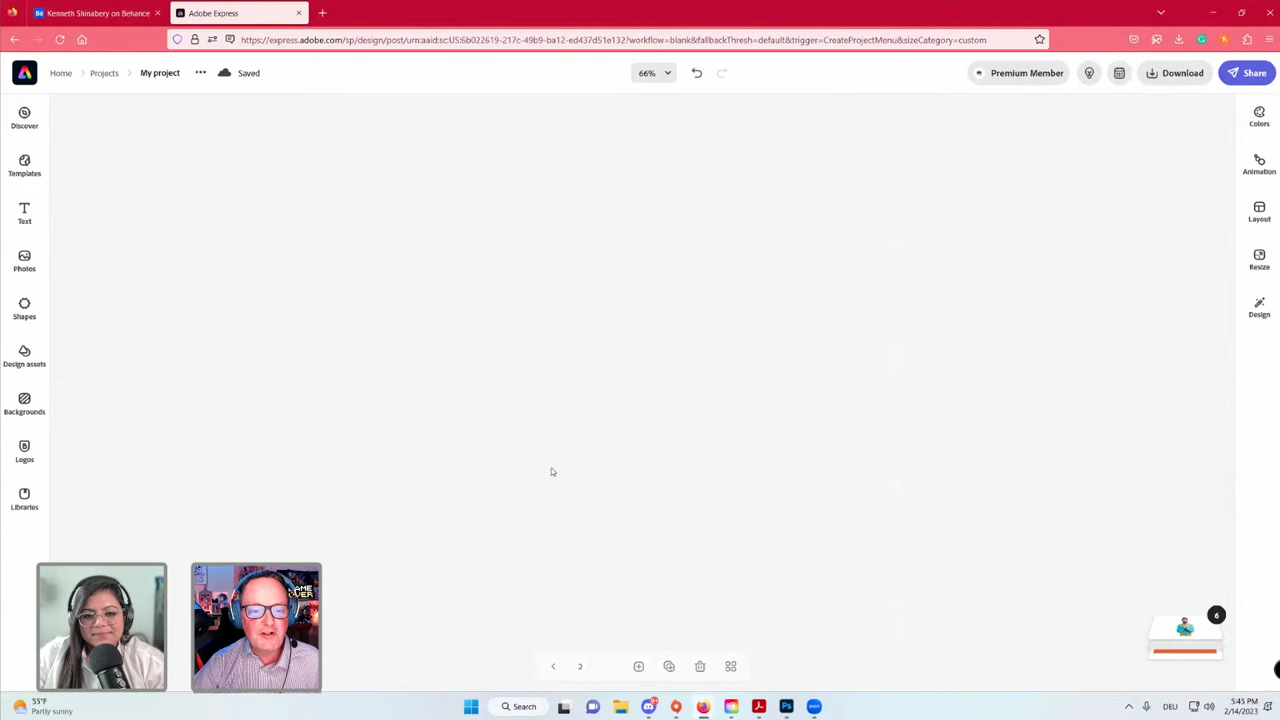 Kenneth Shinabery on Behance
Adobe Express
https://express.adobe.com/sp/design/post/urn:aaid:sc:US:6b022619-217c-49b9-ba12-ed437d51e132?workflow=blank&fallbackThresh=default&trigger=CreateProjectMenu&sizeCategory=custom
Home
Projects
My project
Saved
66%
Premium Member
Download
Share
Discover
Templates
Text
Photos
Shapes
Design assets
Backgrounds
Logos
Libraries
Colors
Animation
Layout
Resize
Design
GAME
OVER
6
2
55°F
Partly sunny
Search
zoom
DEU
5:45 PM
2/14/2023